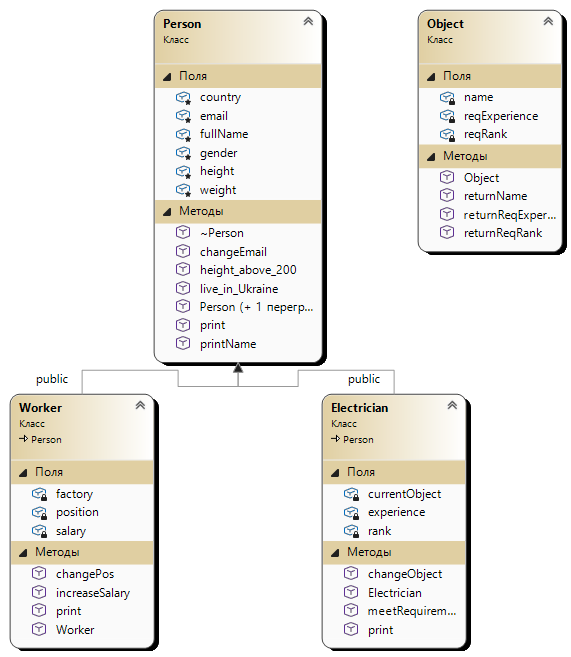 Person
Класс
Поля
country
email
fullName
gender
height
weight
Методы
~Person
changeEmail
height_above_200
live_in_Ukraine
Person (+ 1 перегр...
print
printName
Object
Класс
Поля
name
reqExperience
reqRank
Методы
Object
returnName
returnReqExper...
returnReqRank
public
public
Worker
Класс
Person
Поля
factory
position
salary
Методы
changePos
increaseSalary
print
Worker
Electrician
Класс
Person
Поля
currentObject
experience
rank
Методы
changeObject
Electrician
meetRequirem...
print